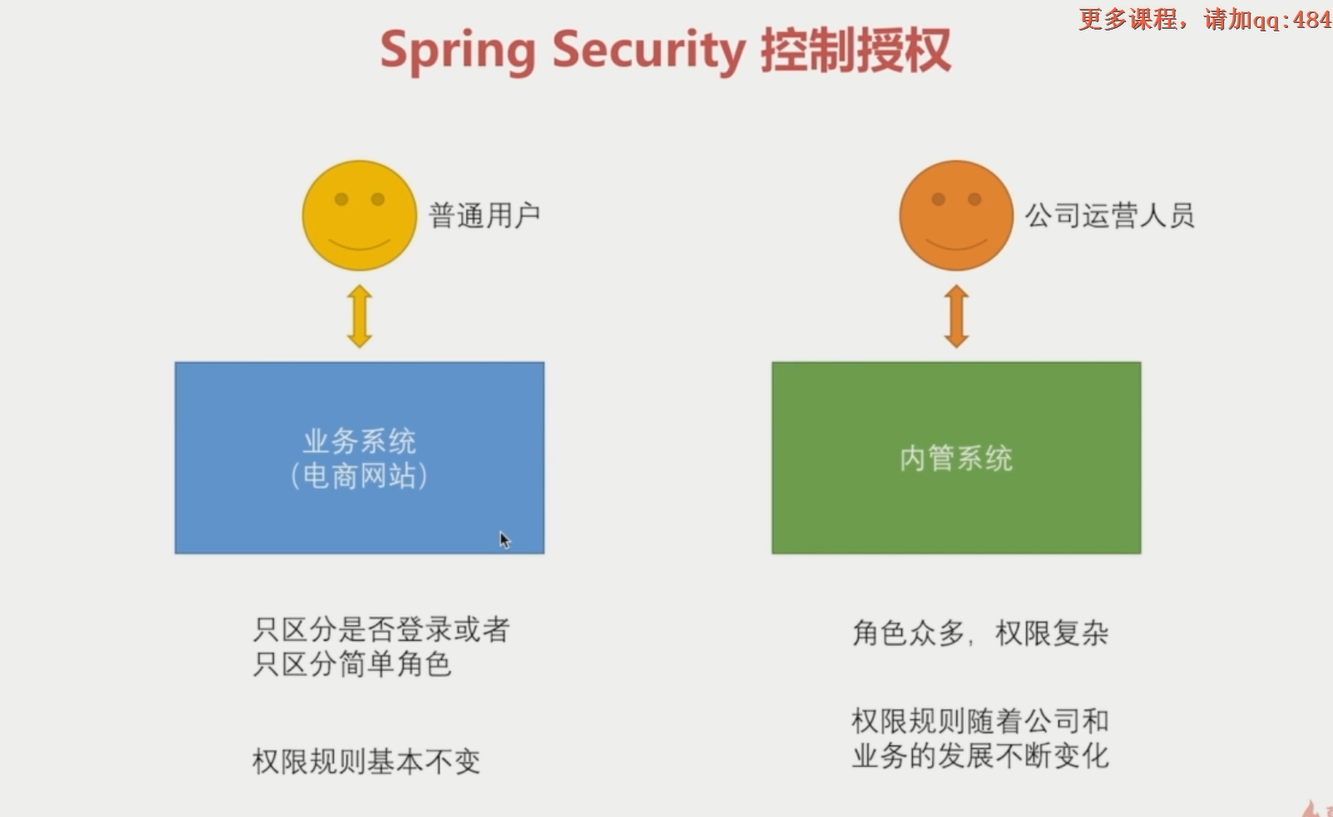 更多课程，请加qq:484
Spring Security 控制授权
普通用户
公司运营人员
业务系统
（电商网站）
内管系统
只区分是否登录或者
只区分简单角色
角色众多，权限复杂
权限规则基本不变
权限规则随着公司和
业务的发展不断变化